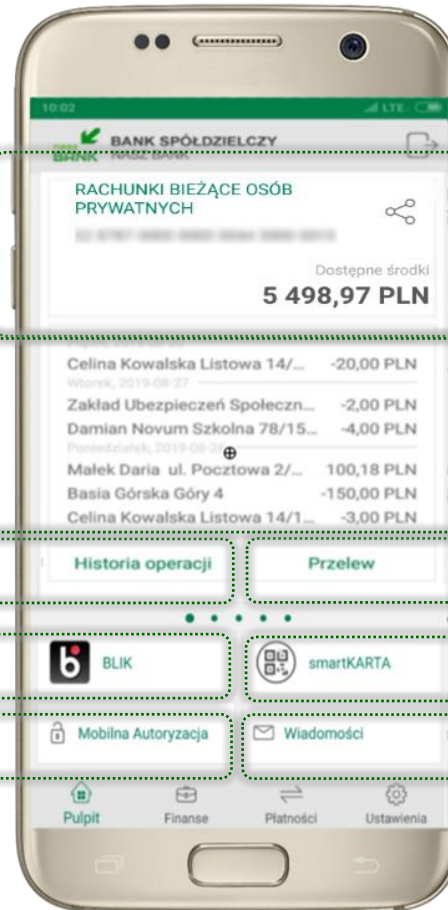 10:02 LTE
BANK SPÓŁDZIELCZY
BANK NASZ BANK
RACHUNKI BIEŻĄCE OSÓB
PRYWATNYCH
Dostępne środki
5 498,97 PLN
Celina Kowalska Listowa 14/... -20,00 PLN
Wtorek, 2019-08-27
Zakład Ubezpieczeń Społeczn... -2,00 PLN
Damian Novum Szkolna 78/15... -4,00 PLN
Poniedziałek, 2019-08-26
Małek Daria ul. Pocztowa 2/... 100,18 PLN
Basia Górska Góry 4 -150,00 PLN
Celina Kowalska Listowa 14/1... -3,00 PLN
Historia operacji Przelew
BLIK smartKARTA
Mobilna Autoryzacja Wiadomości
Pulpit Finanse Płatności Ustawienia